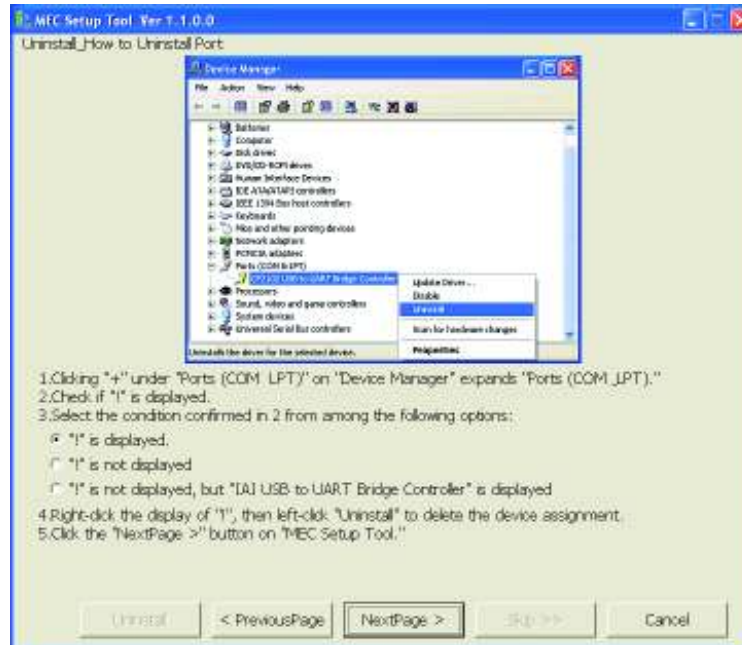 MEC Setup Tool Ver 1.1.0.0
Uninstall_How to Uninstall Port
Device Manager
File Action View Help
Batteries
Computer
Disk drives
DVD/CD-ROM drives
Human Interface Devices
IDE ATA/ATAPI controllers
IEEE 1394 Bus host controllers
Keyboards
Mice and other pointing devices
Network adapters
PCMCIA adapters
Ports (COM & LPT)
CP2102 USB to UART Bridge Controller
Processors
Sound, video and game controllers
System devices
Universal Serial Bus controllers
Update Driver...
Disable
Uninstall
Scan for hardware changes
Properties
Uninstalls the driver for the selected device.
1.Clicking "+" under "Ports (COM LPT)" on "Device Manager" expands "Ports (COM _LPT)."
2.Check if "!" is displayed.
3.Select the condition confirmed in 2 from among the following options:
"!" is displayed.
"!" is not displayed
"!" is not displayed, but "IAI USB to UART Bridge Controller" is displayed
4.Right-click the display of "!", then left-click "Uninstall" to delete the device assignment.
5.Click the "NextPage >" button on "MEC Setup Tool."
Uninstall
< PreviousPage
NextPage >
Skip >>
Cancel